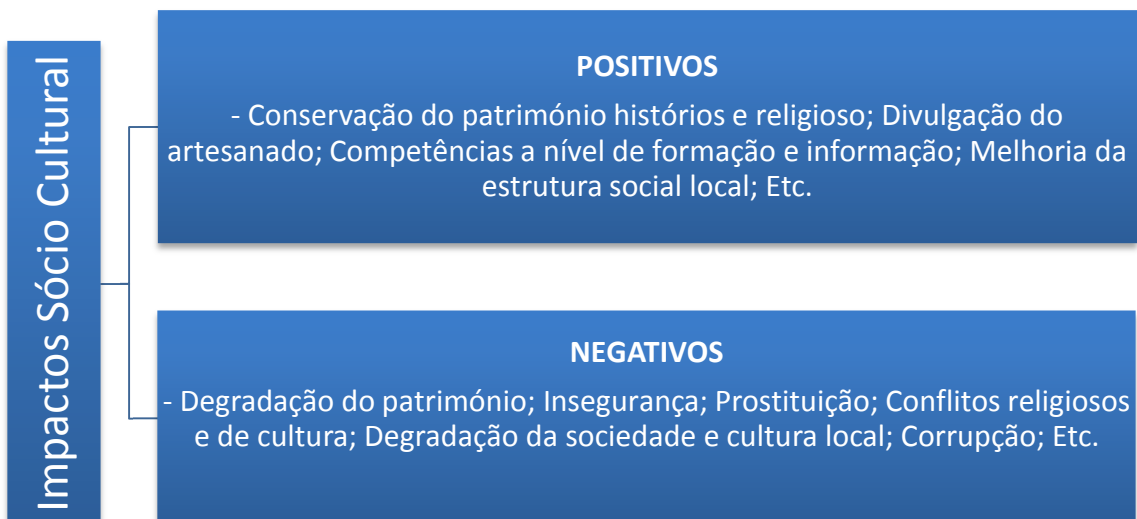 Impactos Sócio Cultural
POSITIVOS
- Conservação do património histórios e religioso; Divulgação do
artesanado; Competências a nível de formação e informação; Melhoria da
estrutura social local; Etc.
NEGATIVOS
- Degradação do património; Insegurança; Prostituição; Conflitos religiosos
e de cultura; Degradação da sociedade e cultura local; Corrupção; Etc.